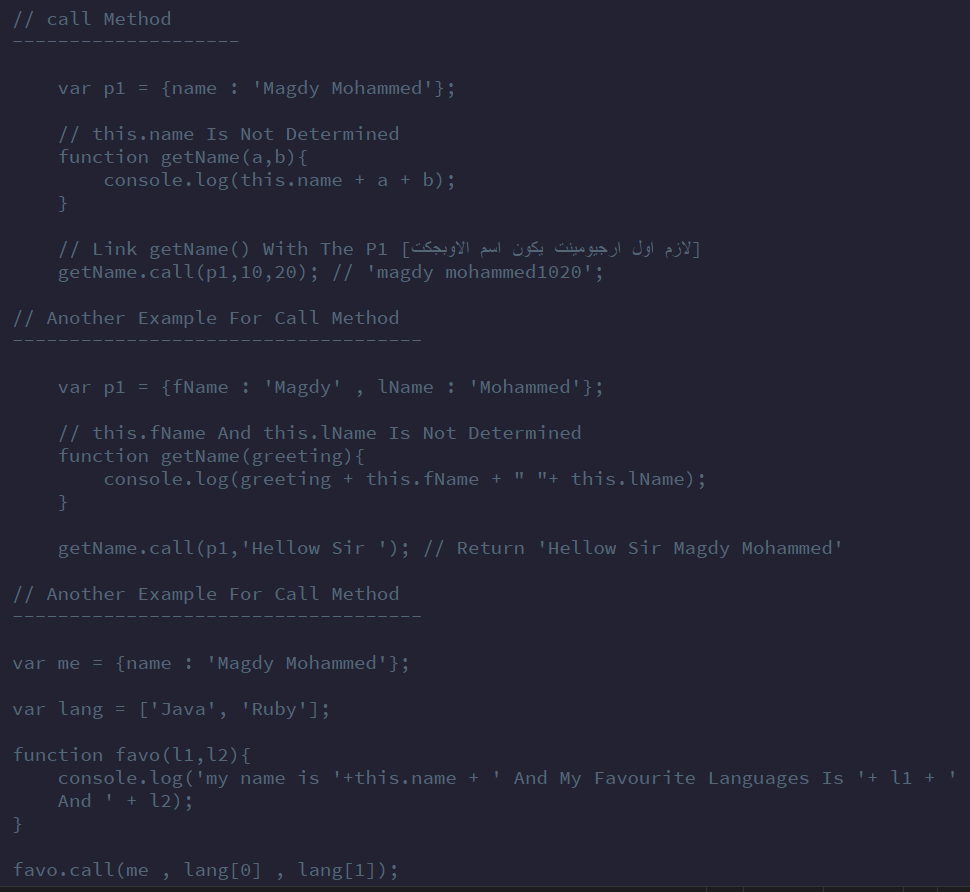 // call Method
--------------------
var p1 = {name : 'Magdy Mohammed'};
// this.name Is Not Determined
function getName(a,b){
console.log(this.name + a + b);
}
// Link getName() With The P1 [لازم اول ارجيومينت يكون اسم الاوبجكت]
getName.call(p1,10,20); // 'magdy mohammed1020';
// Another Example For Call Method
------------------------------------
var p1 = {fName : 'Magdy' , lName : 'Mohammed'};
// this.fName And this.lName Is Not Determined
function getName(greeting){
console.log(greeting + this.fName + " "+ this.lName);
}
getName.call(p1,'Hellow Sir '); // Return 'Hellow Sir Magdy Mohammed'
// Another Example For Call Method
------------------------------------
var me = {name : 'Magdy Mohammed'};
var lang = ['Java', 'Ruby'];
function favo(l1,l2){
console.log('my name is '+this.name + ' And My Favourite Languages Is '+ l1 + '
And ' + l2);
}
favo.call(me , lang[0] , lang[1]);